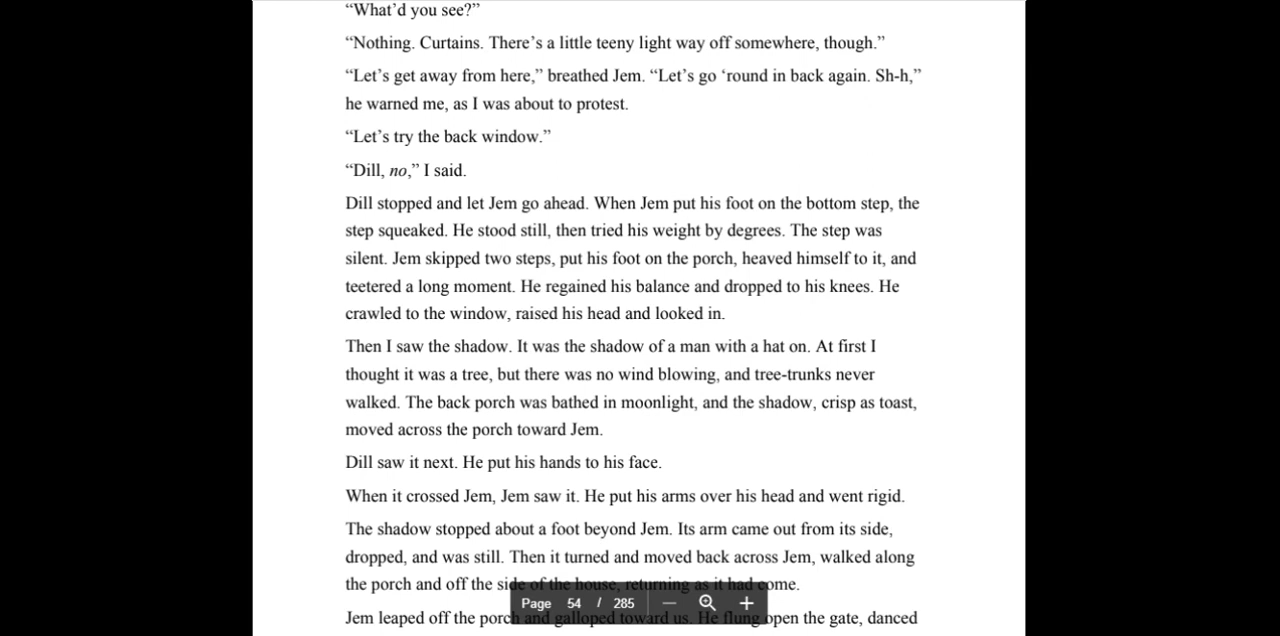 “What’d you see?”
“Nothing. Curtains. There’s a little teeny light way off somewhere, though.”
“Let’s get away from here,” breathed Jem. “Let’s go ‘round in back again. Sh-h,”
he warned me, as I was about to protest.
“Let’s try the back window.”
“Dill, no,” I said.
Dill stopped and let Jem go ahead. When Jem put his foot on the bottom step, the
step squeaked. He stood still, then tried his weight by degrees. The step was
silent. Jem skipped two steps, put his foot on the porch, heaved himself to it, and
teetered a long moment. He regained his balance and dropped to his knees. He
crawled to the window, raised his head and looked in.
Then I saw the shadow. It was the shadow of a man with a hat on. At first I
thought it was a tree, but there was no wind blowing, and tree-trunks never
walked. The back porch was bathed in moonlight, and the shadow, crisp as toast,
moved across the porch toward Jem.
Dill saw it next. He put his hands to his face.
When it crossed Jem, Jem saw it. He put his arms over his head and went rigid.
The shadow stopped about a foot beyond Jem. Its arm came out from its side,
dropped, and was still. Then it turned and moved back across Jem, walked along
the porch and off the side of the house, returning as it had come.
Page 54 / 285
Jem leaped off the porch and galloped toward us. He flung open the gate, danced